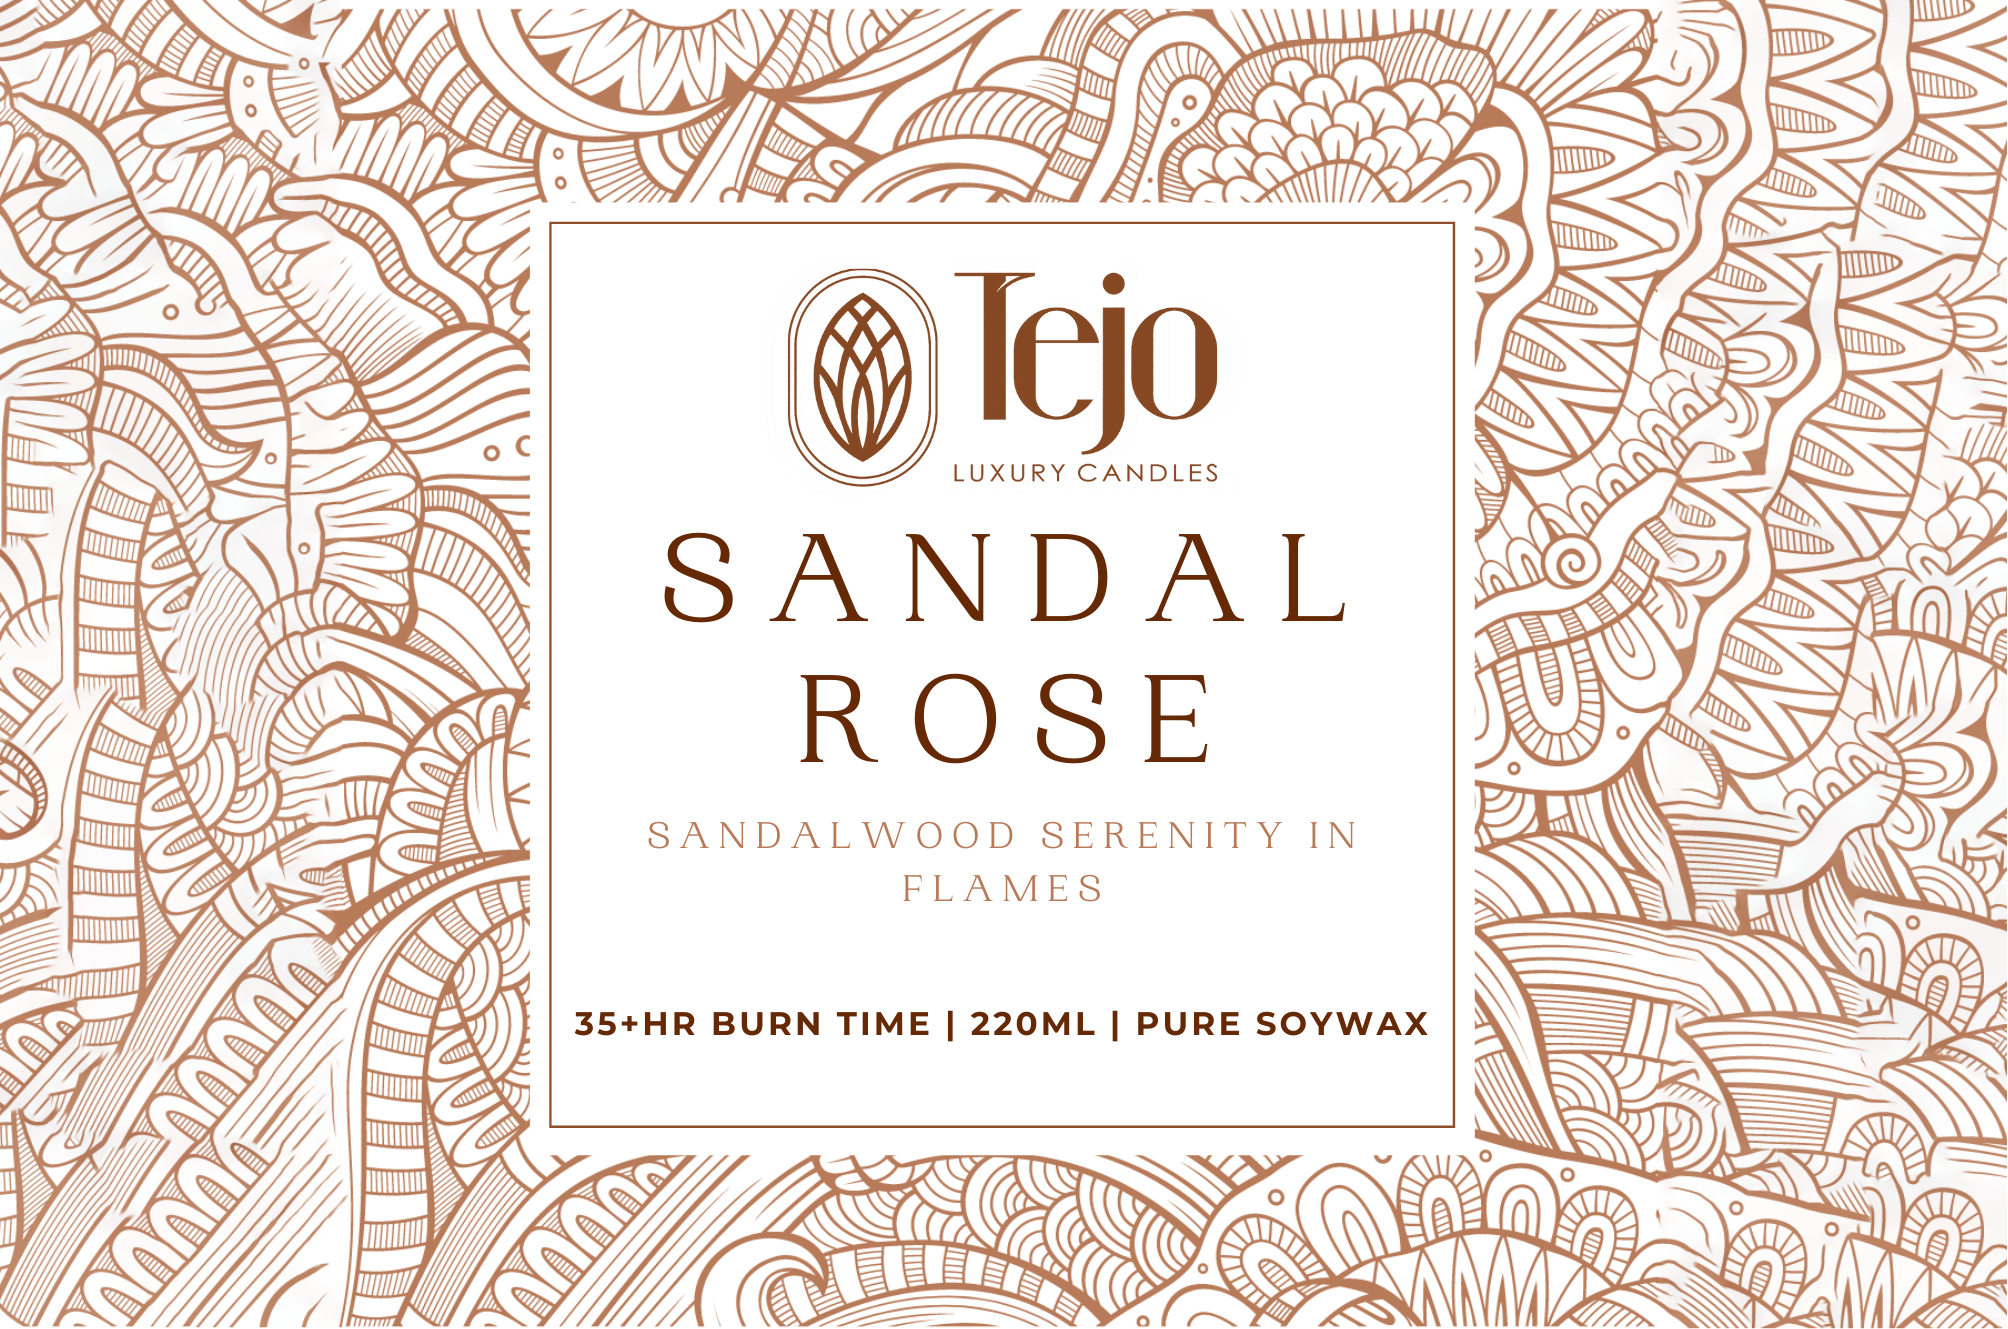 Tejo
LUXURY CANDLES
SANDAL
ROSE
SANDALWOOD SERENITY IN
FLAMES
35+HR BURN TIME | 220ML | PURE SOYWAX